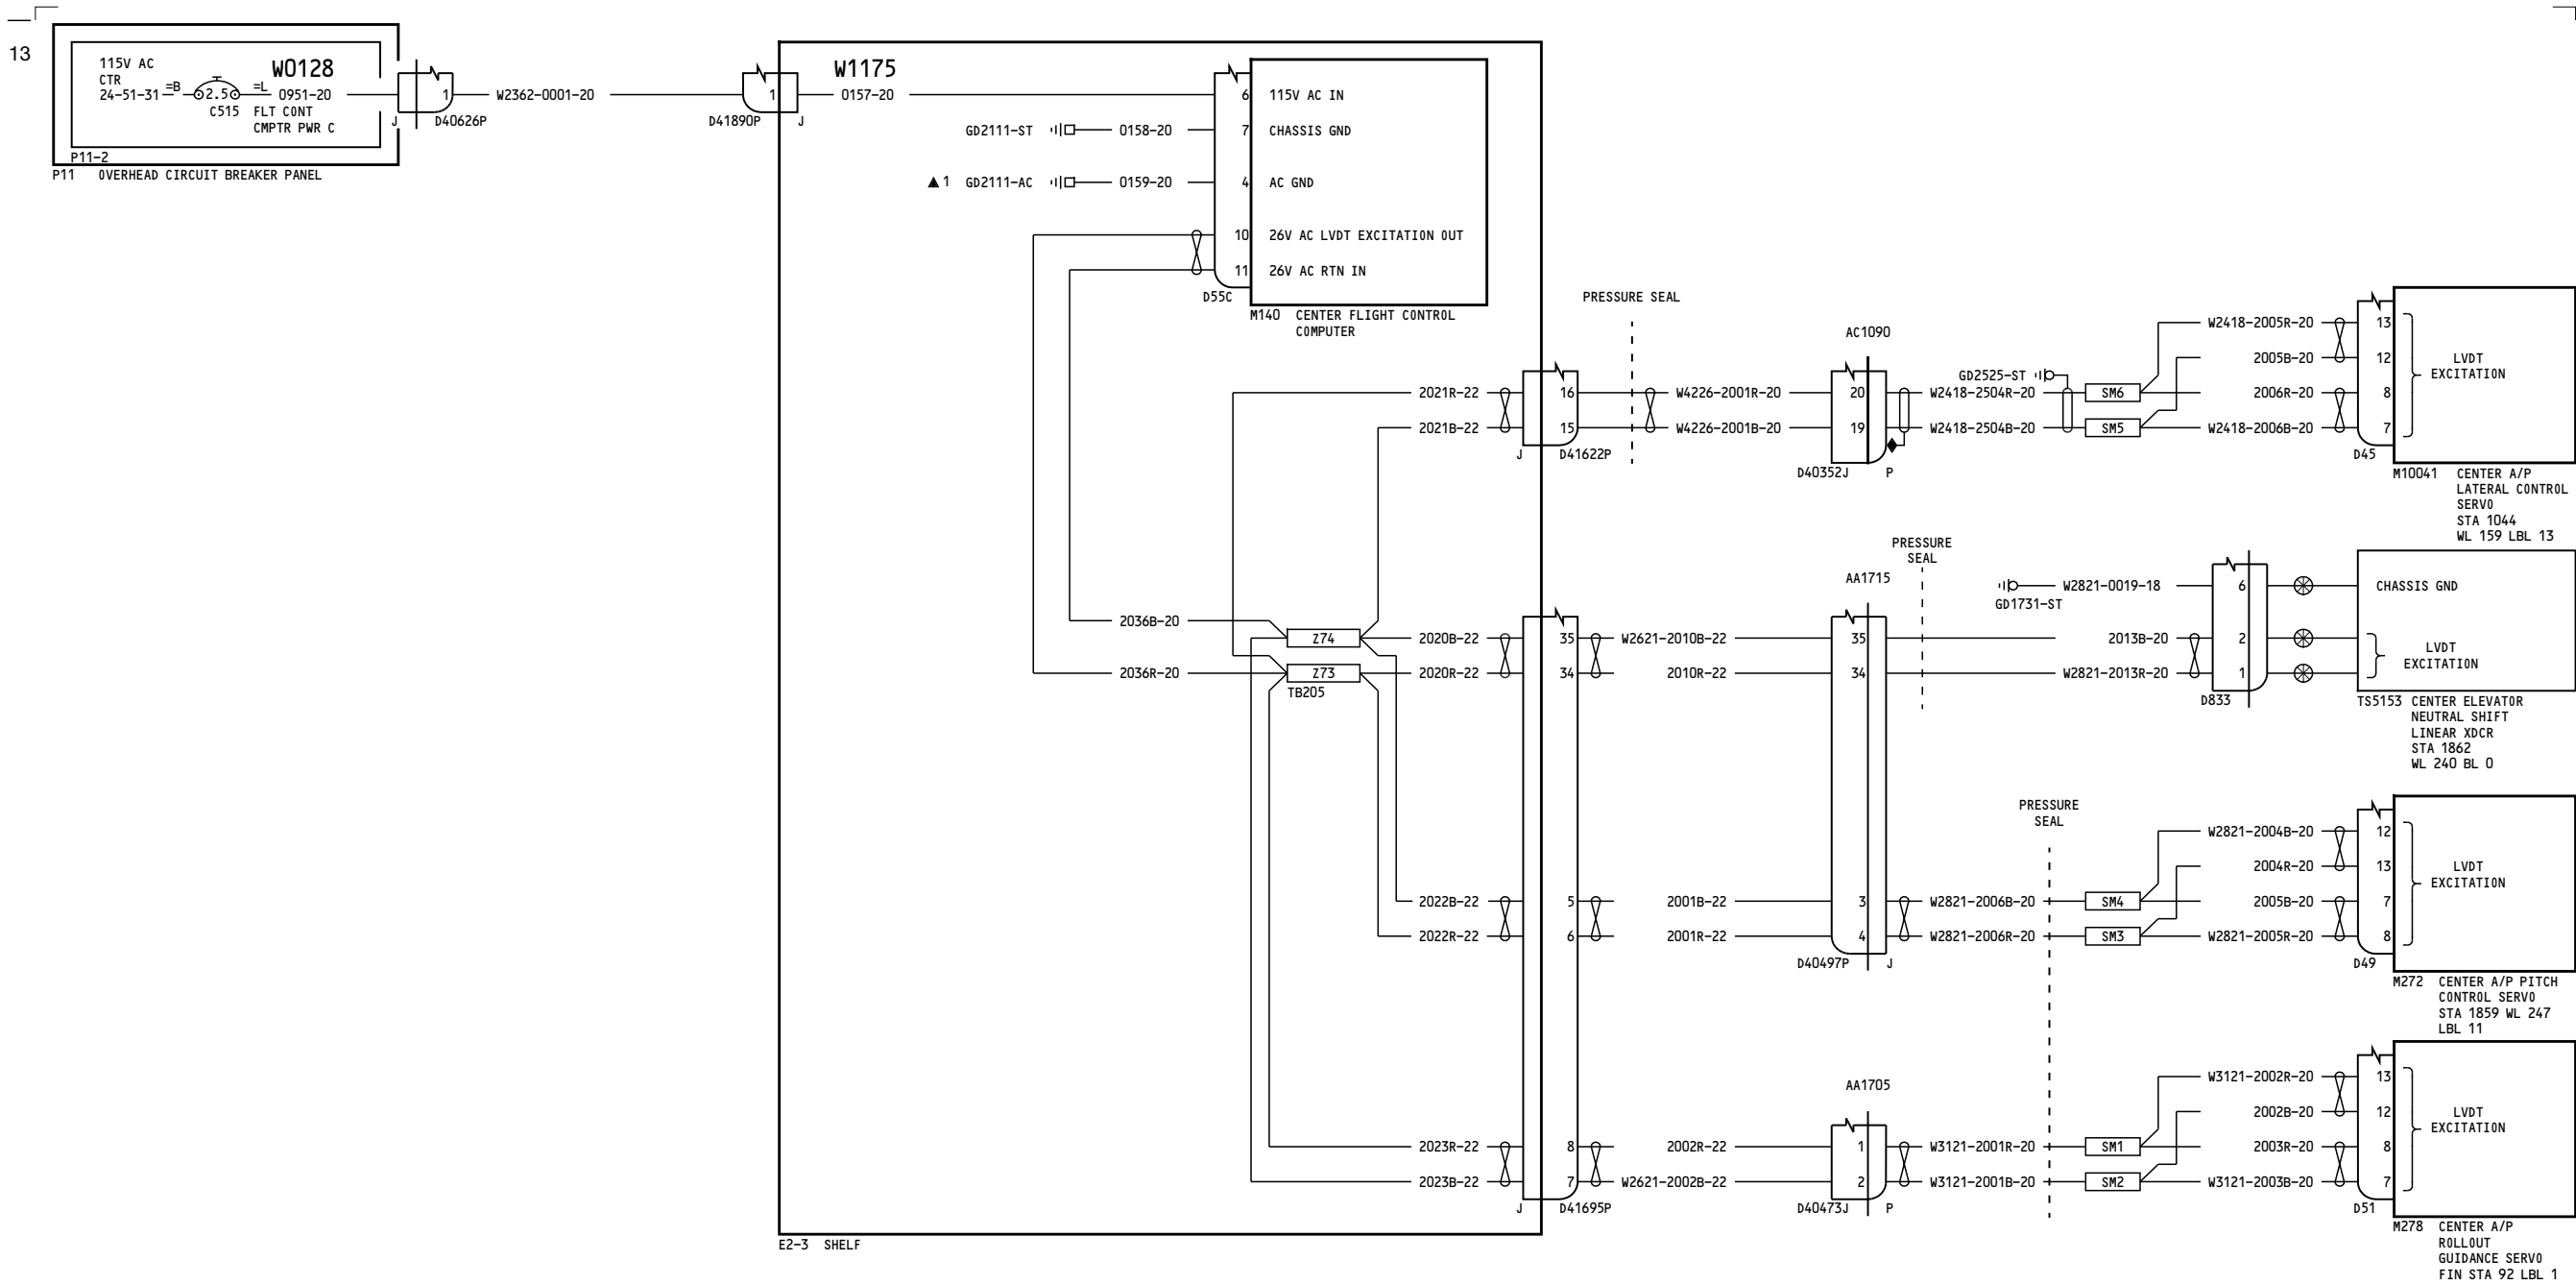 13
115V AC
CTR
24-51-31
=B
2.5
=L
C515
W0128
0951-20
FLT CONT
CMPTR PWR C
P11-2
P11 OVERHEAD CIRCUIT BREAKER PANEL
1
J
D40626P
W2362-0001-20
1
D41890P
J
W1175
0157-20
6
115V AC IN
GD2111-ST
0158-20
7
CHASSIS GND
1
GD2111-AC
0159-20
4
AC GND
10
26V AC LVDT EXCITATION OUT
11
26V AC RTN IN
D55C
M140 CENTER FLIGHT CONTROL
COMPUTER
2021R-22
2021B-22
16
15
J
D41622P
PRESSURE SEAL
W4226-2001R-20
W4226-2001B-20
AC1090
20
19
D40352J
P
GD2525-ST
W2418-2504R-20
W2418-2504B-20
SM6
SM5
W2418-2005R-20
2005B-20
2006R-20
W2418-2006B-20
13
12
8
7
D45
LVDT
EXCITATION
M10041 CENTER A/P
LATERAL CONTROL
SERVO
STA 1044
WL 159 LBL 13
2036B-20
2036R-20
Z74
Z73
TB205
2020B-22
2020R-22
35
34
W2621-2010B-22
2010R-22
AA1715
35
34
PRESSURE
SEAL
GD1731-ST
W2821-0019-18
2013B-20
W2821-2013R-20
6
2
1
D833
CHASSIS GND
LVDT
EXCITATION
TS5153 CENTER ELEVATOR
NEUTRAL SHIFT
LINEAR XDCR
STA 1862
WL 240 BL 0
2022B-22
2022R-22
5
6
2001B-22
2001R-22
3
4
D40497P
J
W2821-2006B-20
W2821-2006R-20
PRESSURE
SEAL
SM4
SM3
W2821-2004B-20
2004R-20
2005B-20
W2821-2005R-20
12
13
7
8
D49
LVDT
EXCITATION
M272 CENTER A/P PITCH
CONTROL SERVO
STA 1859 WL 247
LBL 11
2023R-22
2023B-22
8
7
J
D41695P
2002R-22
W2621-2002B-22
AA1705
1
2
D40473J
P
W3121-2001R-20
W3121-2001B-20
SM1
SM2
W3121-2002R-20
2002B-20
2003R-20
W3121-2003B-20
13
12
8
7
D51
LVDT
EXCITATION
M278 CENTER A/P
ROLLOUT
GUIDANCE SERVO
FIN STA 92 LBL 1
E2-3 SHELF